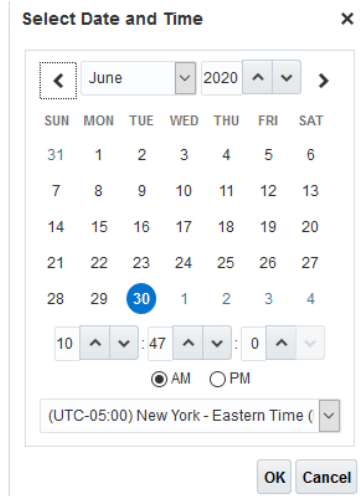 Select Date and Time ×
June 2020
SUN MON TUE WED THU FRI SAT
31 1 2 3 4 5 6
7 8 9 10 11 12 13
14 15 16 17 18 19 20
21 22 23 24 25 26 27
28 29 30 1 2 3 4
10 : 47 : 0
AM PM
(UTC-05:00) New York - Eastern Time (
OK Cancel